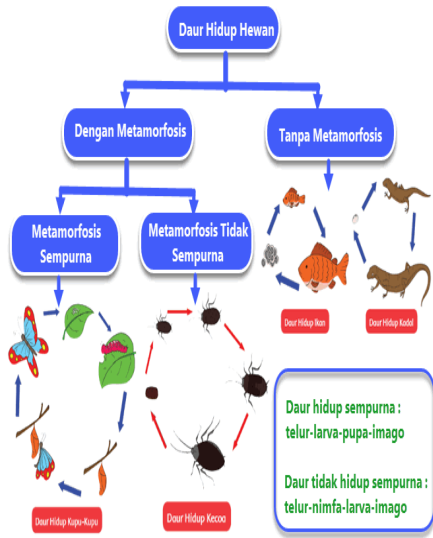 Daur Hidup Hewan
Dengan Metamorfosis
Tanpa Metamorfosis
Metamorfosis
Sempurna
Metamorfosis Tidak
Sempurna
Daur Hidup Ikan
Daur Hidup Kadal
Daur Hidup Kupu-Kupu
Daur Hidup Kecoa
Daur hidup sempurna :
telur-larva-pupa-imago
Daur tidak hidup sempurna :
telur-nimfa-larva-imago